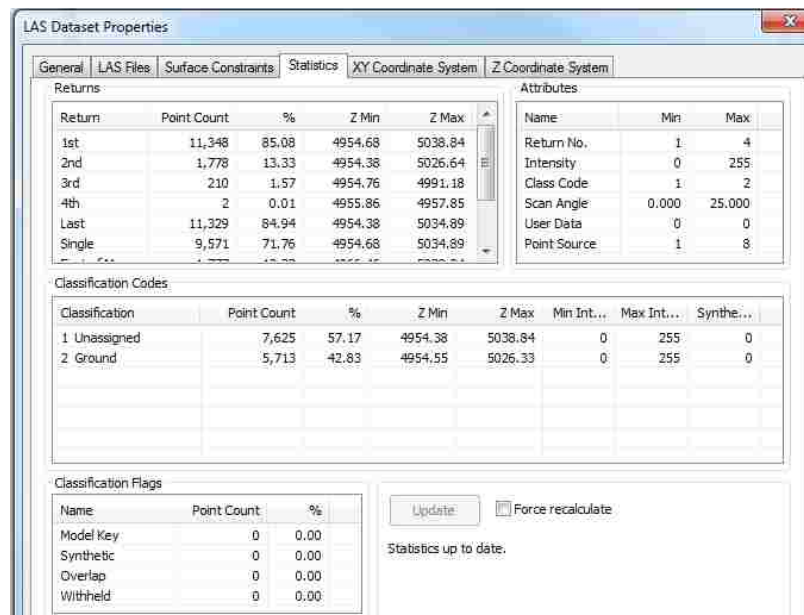 LAS Dataset Properties
General LAS Files Surface Constraints Statistics XY Coordinate System Z Coordinate System
Returns
Return Point Count % Z Min Z Max
1st 11,348 85.08 4954.68 5038.84
2nd 1,778 13.33 4954.38 5026.64
3rd 210 1.57 4954.76 4991.18
4th 2 0.01 4955.86 4957.85
Last 11,329 84.94 4954.38 5034.89
Single 9,571 71.76 4954.68 5034.89
Attributes
Name Min Max
Return No. 1 4
Intensity 0 255
Class Code 1 2
Scan Angle 0.000 25.000
User Data 0 0
Point Source 1 8
Classification Codes
Classification Point Count % Z Min Z Max Min Int... Max Int... Synthe...
1 Unassigned 7,625 57.17 4954.38 5038.84 0 255 0
2 Ground 5,713 42.83 4954.55 5026.33 0 255 0
Classification Flags
Name Point Count %
Model Key 0 0.00
Synthetic 0 0.00
Overlap 0 0.00
Withheld 0 0.00
Update Force recalculate
Statistics up to date.